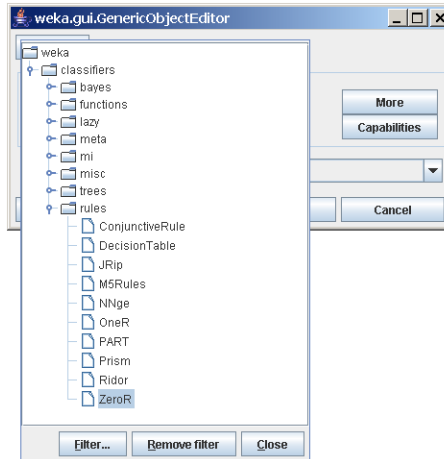 weka.gui.GenericObjectEditor
weka
classifiers
bayes
functions
lazy
meta
mi
misc
trees
rules
ConjunctiveRule
DecisionTable
JRip
M5Rules
NNge
OneR
PART
Prism
Ridor
ZeroR
More
Capabilities
Cancel
Filter... Remove filter Close